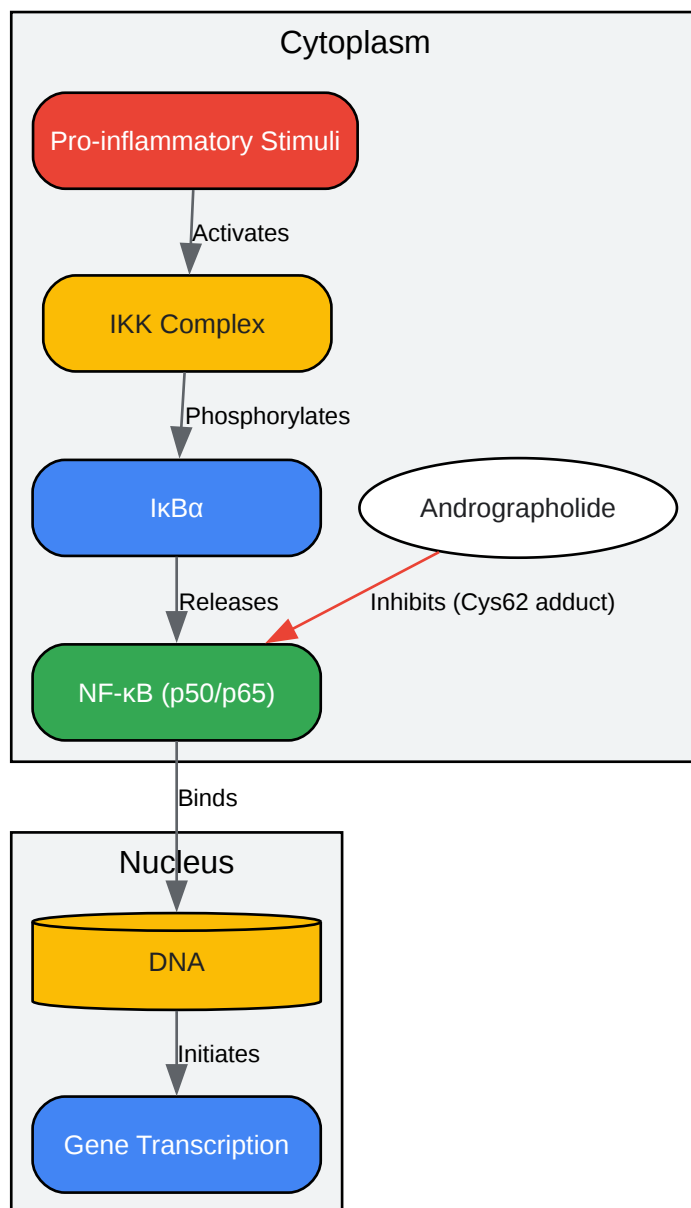 Cytoplasm
Pro-inflammatory Stimuli
Activates
IKK Complex
Phosphorylates
IκBα
Andrographolide
Releases
Inhibits (Cys62 adduct)
NF-κB (p50/p65)
Binds
Nucleus
DNA
Initiates
Gene Transcription